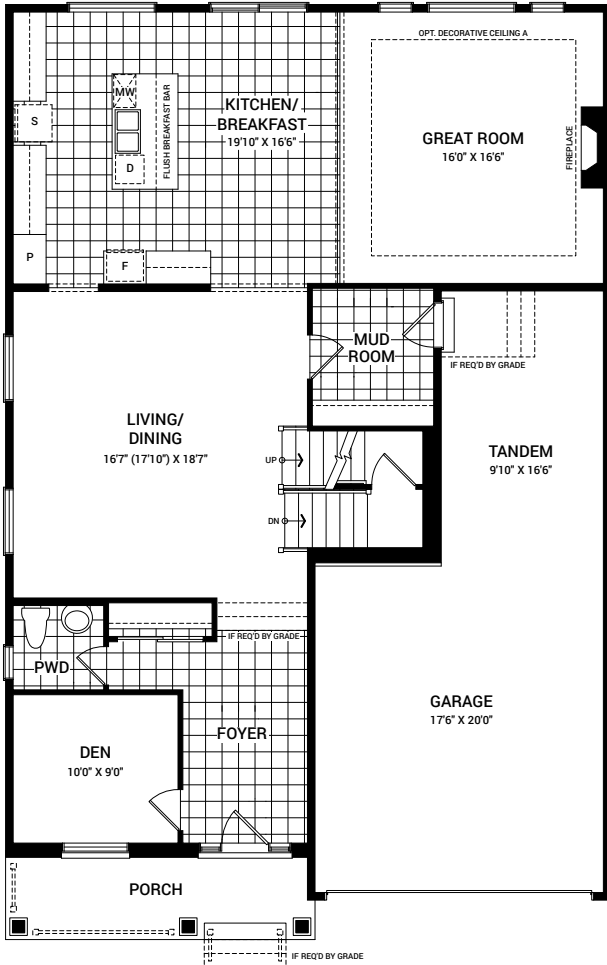 OPT. DECORATIVE CEILING A
MW
S
FLUSH BREAKFAST BAR
KITCHEN/
BREAKFAST
19'10" X 16'6"
GREAT ROOM
16'0" X 16'6"
FIREPLACE
D
P
F
MUD
ROOM
IF REQ'D BY GRADE
LIVING/
DINING
16'7" (17'10") X 18'7"
UP
DN
TANDEM
9'10" X 16'6"
IF REQ'D BY GRADE
PWD
FOYER
GARAGE
17'6" X 20'0"
DEN
10'0" X 9'0"
PORCH
IF REQ'D BY GRADE